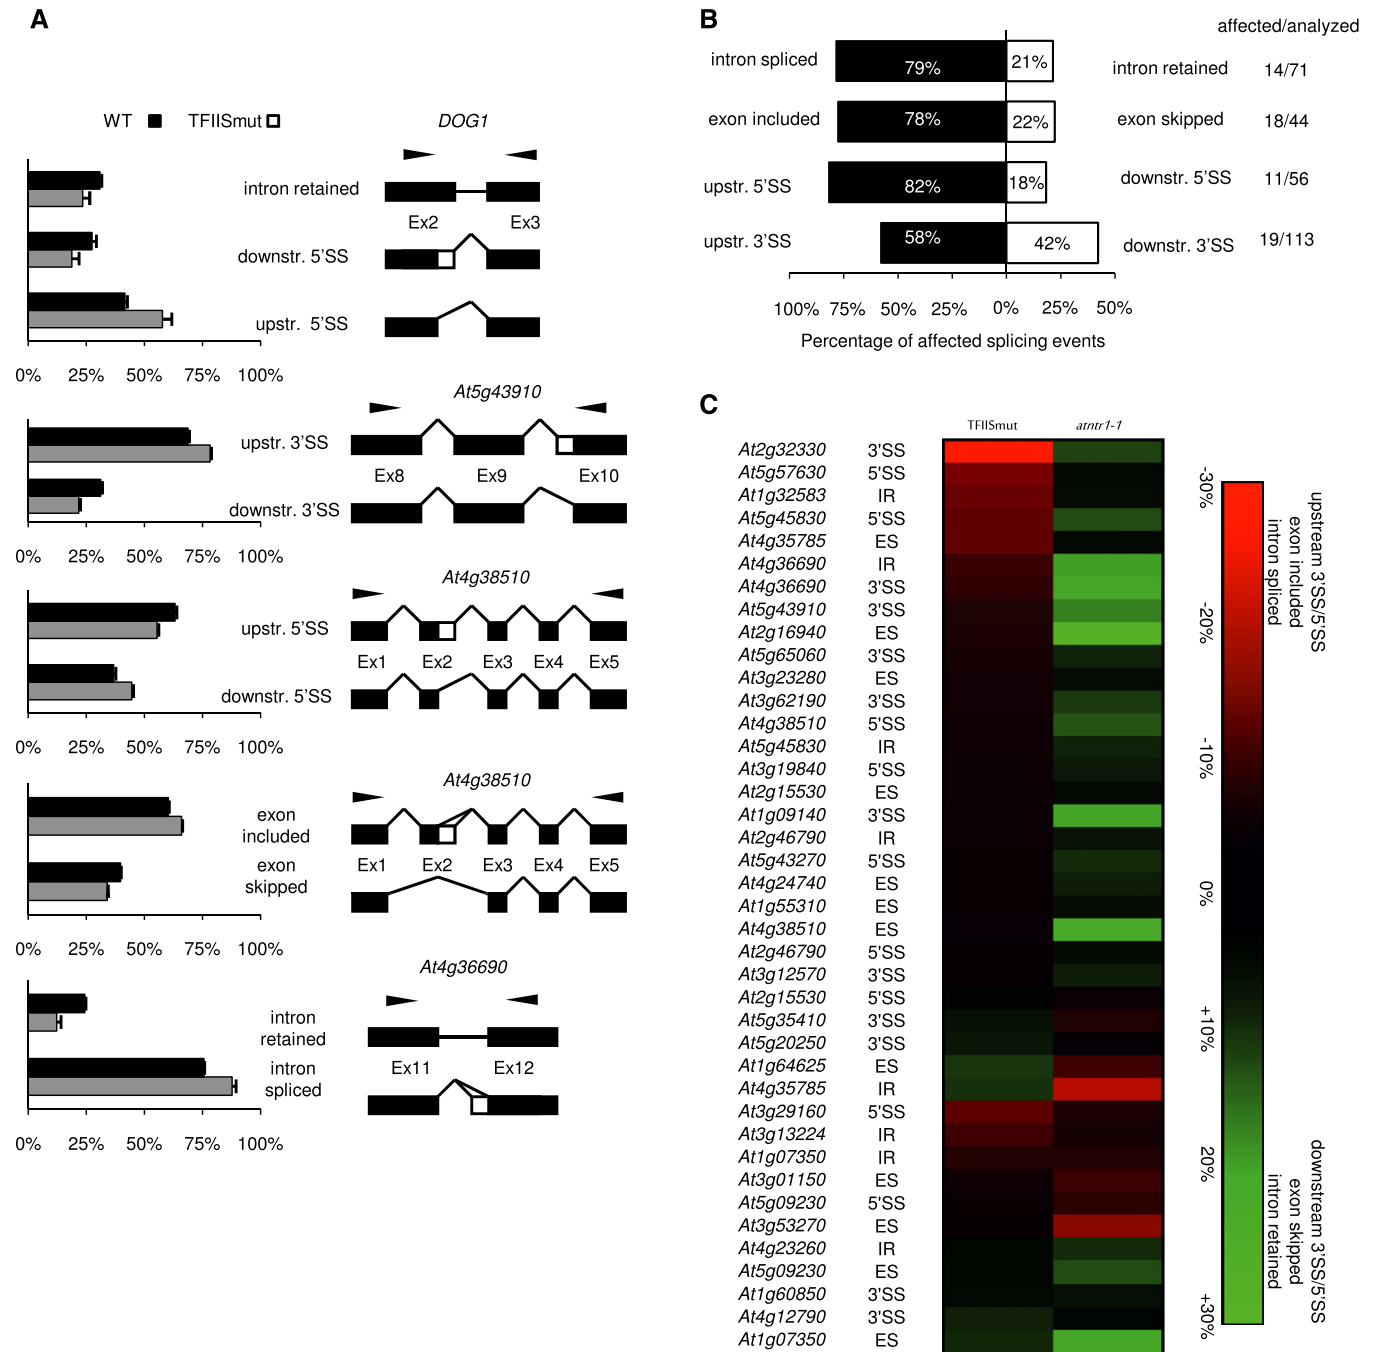 A
WT TFIISmut
DOG1
intron retained
Ex2 Ex3
downstr. 5'SS
upstr. 5'SS
0% 25% 50% 75% 100%
At5g43910
upstr. 3'SS
Ex8 Ex9 Ex10
downstr. 3'SS
0% 25% 50% 75% 100%
At4g38510
upstr. 5'SS
Ex1 Ex2 Ex3 Ex4 Ex5
downstr. 5'SS
0% 25% 50% 75% 100%
At4g38510
exon
included
Ex1 Ex2 Ex3 Ex4 Ex5
exon
skipped
0% 25% 50% 75% 100%
At4g36690
intron
retained
Ex11 Ex12
intron
spliced
0% 25% 50% 75% 100%
B
affected/analyzed
intron spliced 79% 21% intron retained 14/71
exon included 78% 22% exon skipped 18/44
upstr. 5'SS 82% 18% downstr. 5'SS 11/56
upstr. 3'SS 58% 42% downstr. 3'SS 19/113
100% 75% 50% 25% 0% 25% 50%
Percentage of affected splicing events
C
TFIISmut atntr1-1
At2g32330 3'SS
At5g57630 5'SS
At1g32583 IR
At5g45830 5'SS
At4g35785 ES
At4g36690 IR
At4g36690 3'SS
At5g43910 3'SS
At2g16940 ES
At5g65060 3'SS
At3g23280 ES
At3g62190 3'SS
At4g38510 5'SS
At5g45830 IR
At3g19840 5'SS
At2g15530 ES
At1g09140 3'SS
At2g46790 IR
At5g43270 5'SS
At4g24740 ES
At1g55310 ES
At4g38510 ES
At2g46790 5'SS
At3g12570 3'SS
At2g15530 5'SS
At5g35410 3'SS
At5g20250 3'SS
At1g64625 ES
At4g35785 IR
At3g29160 5'SS
At3g13224 IR
At1g07350 IR
At3g01150 ES
At5g09230 5'SS
At3g53270 ES
At4g23260 IR
At5g09230 ES
At1g60850 3'SS
At4g12790 3'SS
At1g07350 ES
-30%
-20%
-10%
0%
+10%
20%
+30%
upstream 3'SS/5'SS
exon included
intron spliced
downstream 3'SS/5'SS
exon skipped
intron retained